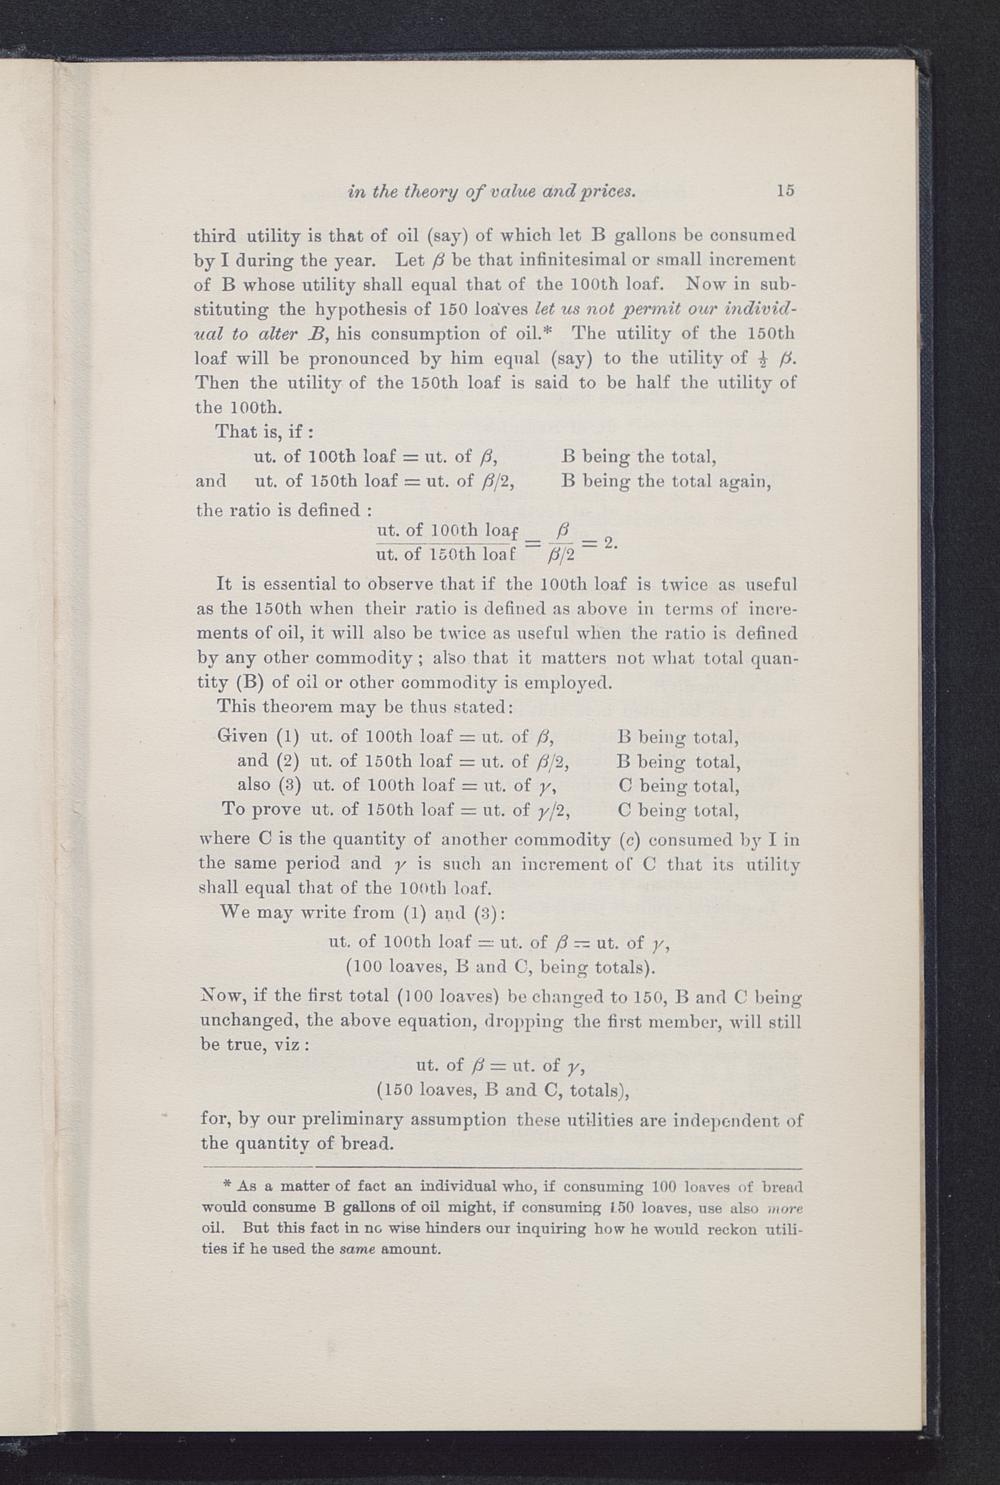 in the theory of value and prices. 15
third utility is that of oil (say) of which let B gallons be consumed
by I during the year. Let β be that infinitesimal or small increment
of B whose utility shall equal that of the 100th loaf. Now in sub-
stituting the hypothesis of 150 loaves let us not permit our individ-
ual to alter B, his consumption of oil.* The utility of the 150th
loaf will be pronounced by him equal (say) to the utility of ½ β.
Then the utility of the 150th loaf is said to be half the utility of
the 100th.
That is, if :
ut. of 100th loaf = ut. of β, B being the total,
and ut. of 150th loaf = ut. of β/2, B being the total again,
the ratio is defined :
ut. of 100th loaf / ut. of 150th loaf = β / β/2 = 2.
It is essential to observe that if the 100th loaf is twice as useful
as the 150th when their ratio is defined as above in terms of incre-
ments of oil, it will also be twice as useful when the ratio is defined
by any other commodity ; also that it matters not what total quan-
tity (B) of oil or other commodity is employed.
This theorem may be thus stated:
Given (1) ut. of 100th loaf = ut. of β, B being total,
and (2) ut. of 150th loaf = ut. of β/2, B being total,
also (3) ut. of 100th loaf = ut. of γ, C being total,
To prove ut. of 150th loaf = ut. of γ/2, C being total,
where C is the quantity of another commodity (c) consumed by I in
the same period and γ is such an increment of C that its utility
shall equal that of the 100th loaf.
We may write from (1) and (3):
ut. of 100th loaf = ut. of β = ut. of γ,
(100 loaves, B and C, being totals).
Now, if the first total (100 loaves) be changed to 150, B and C being
unchanged, the above equation, dropping the first member, will still
be true, viz :
ut. of β = ut. of γ,
(150 loaves, B and C, totals),
for, by our preliminary assumption these utilities are independent of
the quantity of bread.
* As a matter of fact an individual who, if consuming 100 loaves of bread
would consume B gallons of oil might, if consuming 150 loaves, use also more
oil. But this fact in no wise hinders our inquiring how he would reckon utili-
ties if he used the same amount.